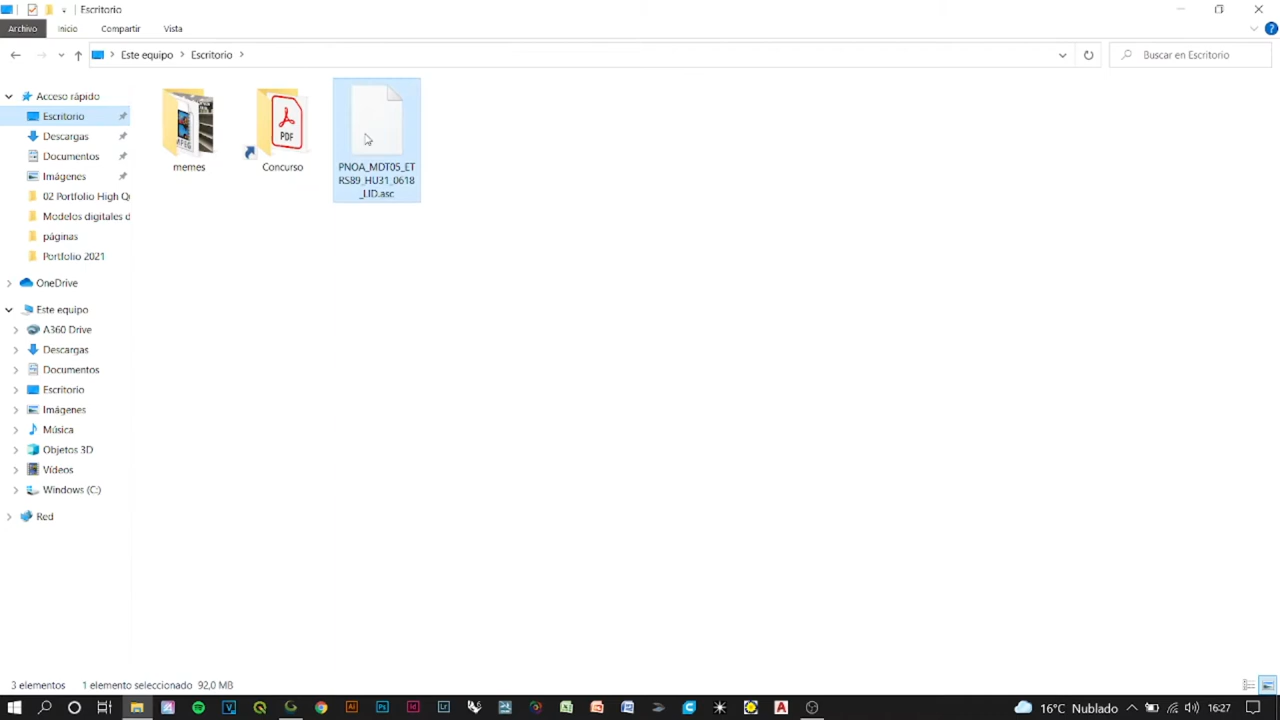 Escritorio
Archivo Inicio Compartir Vista
Este equipo Escritorio Buscar en Escritorio
Acceso rápido
Escritorio
Descargas
Documentos
Imágenes
02 Portfolio High Qu
Modelos digitales d
páginas
Portfolio 2021
OneDrive
Este equipo
A360 Drive
Descargas
Documentos
Escritorio
Imágenes
Música
Objetos 3D
Vídeos
Windows (C:)
Red
MPEG
memes
PDF
Concurso
PNOA_MDT05_ET
RS89_HU31_0618
_LID.asc
3 elementos 1 elemento seleccionado 92,0 MB
16°C Nublado 16:27